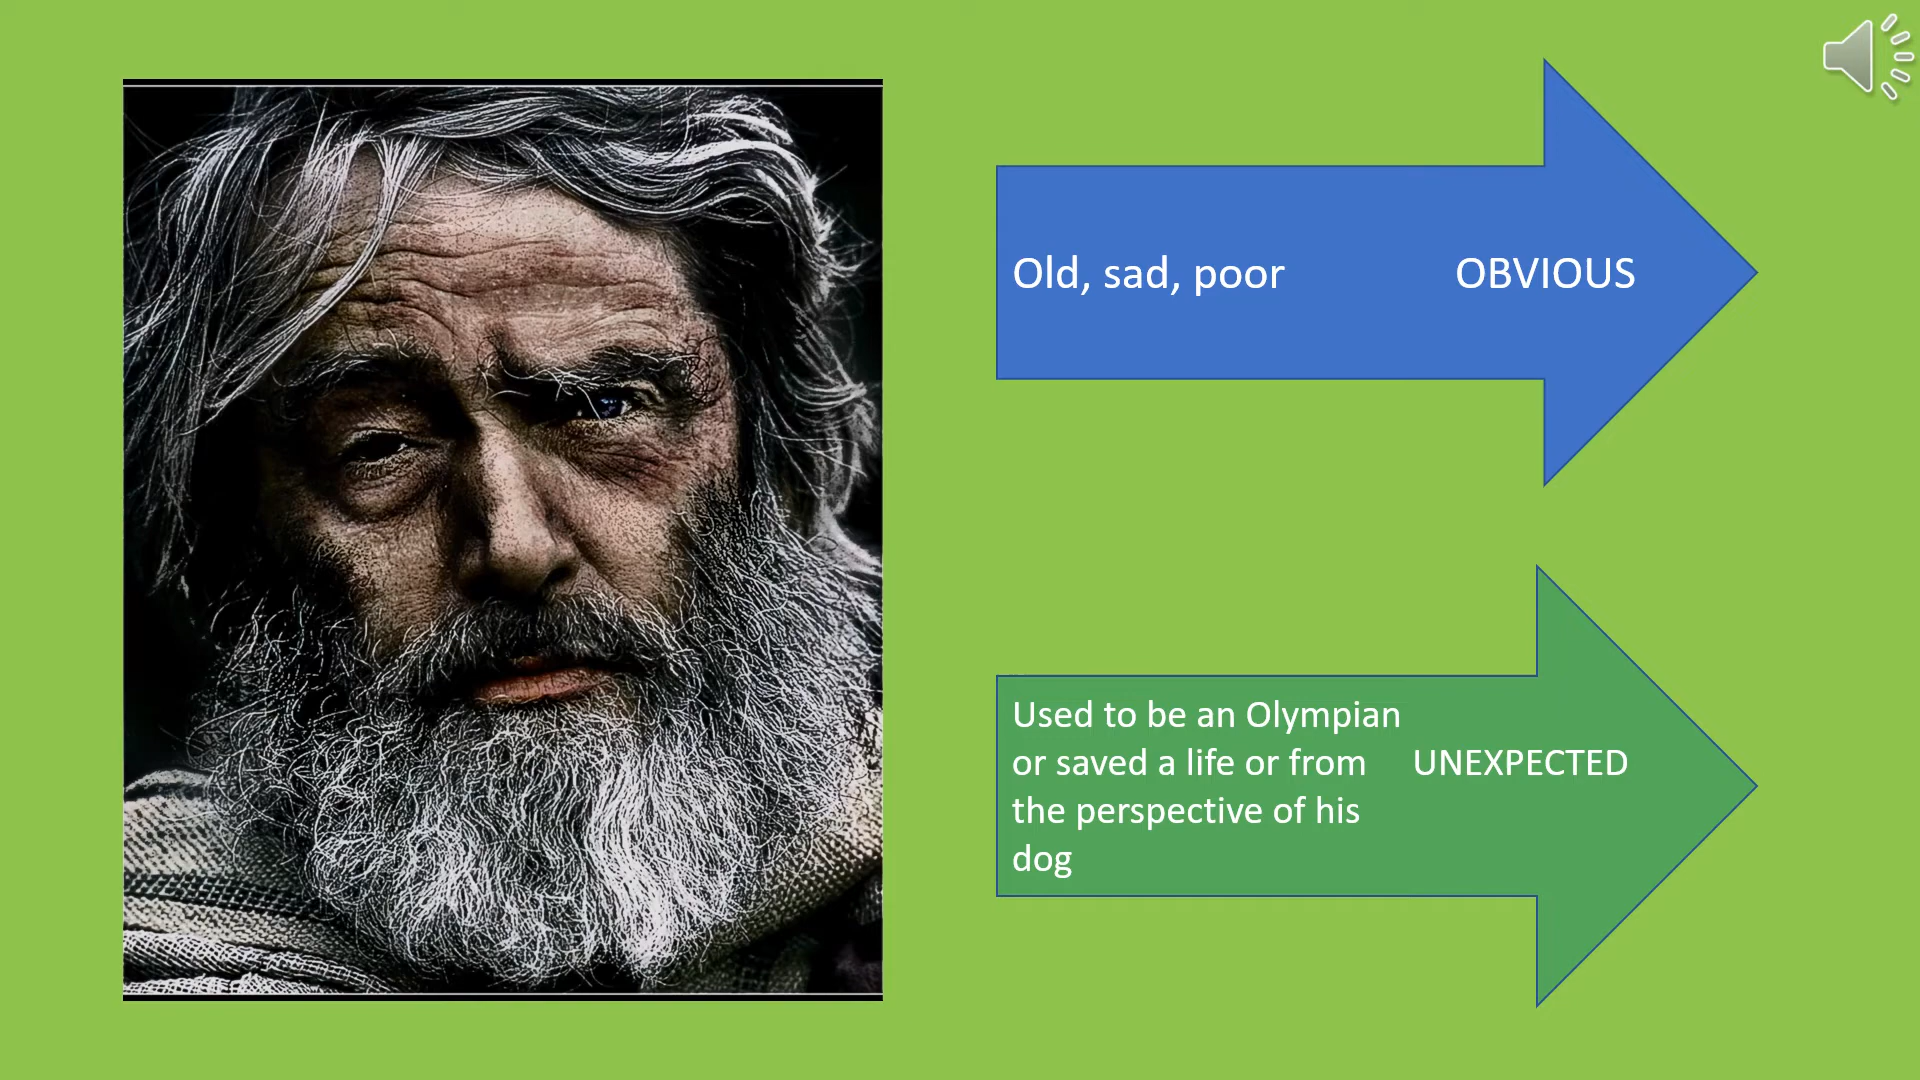 Old, sad, poor OBVIOUS
Used to be an Olympian
or saved a life or from UNEXPECTED
the perspective of his
dog